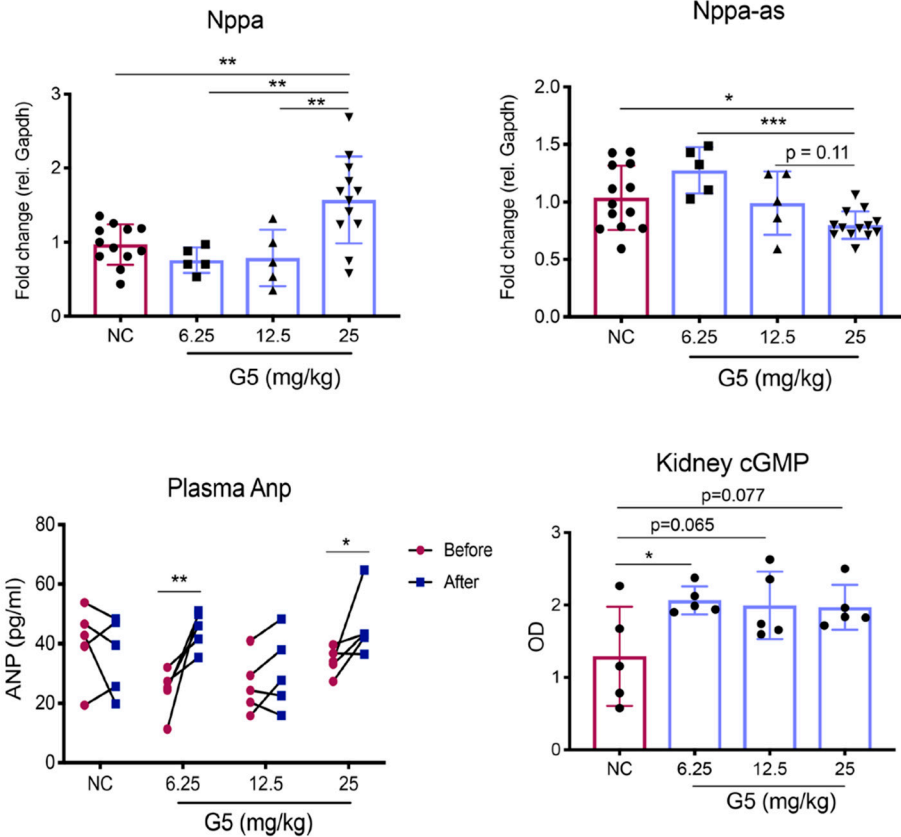 Nppa
**
**
**
3
2
1
0
Fold change (rel. Gapdh)
NC
6.25
12.5
25
G5 (mg/kg)
Nppa-as
*
***
p = 0.11
2.0
1.5
1.0
0.5
0.0
Fold change (rel. Gapdh)
NC
6.25
12.5
25
G5 (mg/kg)
Plasma Anp
**
*
Before
After
80
60
40
20
0
ANP (pg/ml)
NC
6.25
12.5
25
G5 (mg/kg)
Kidney cGMP
p=0.077
p=0.065
*
3
2
1
0
OD
NC
6.25
12.5
25
G5 (mg/kg)